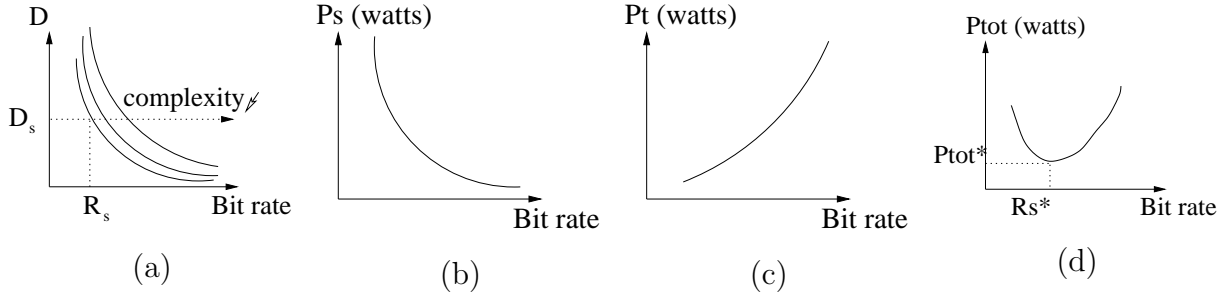 D
complexity
D_s
R_s
Bit rate
(a)
Ps (watts)
Bit rate
(b)
Pt (watts)
Bit rate
(c)
Ptot (watts)
Ptot*
Rs*
Bit rate
(d)